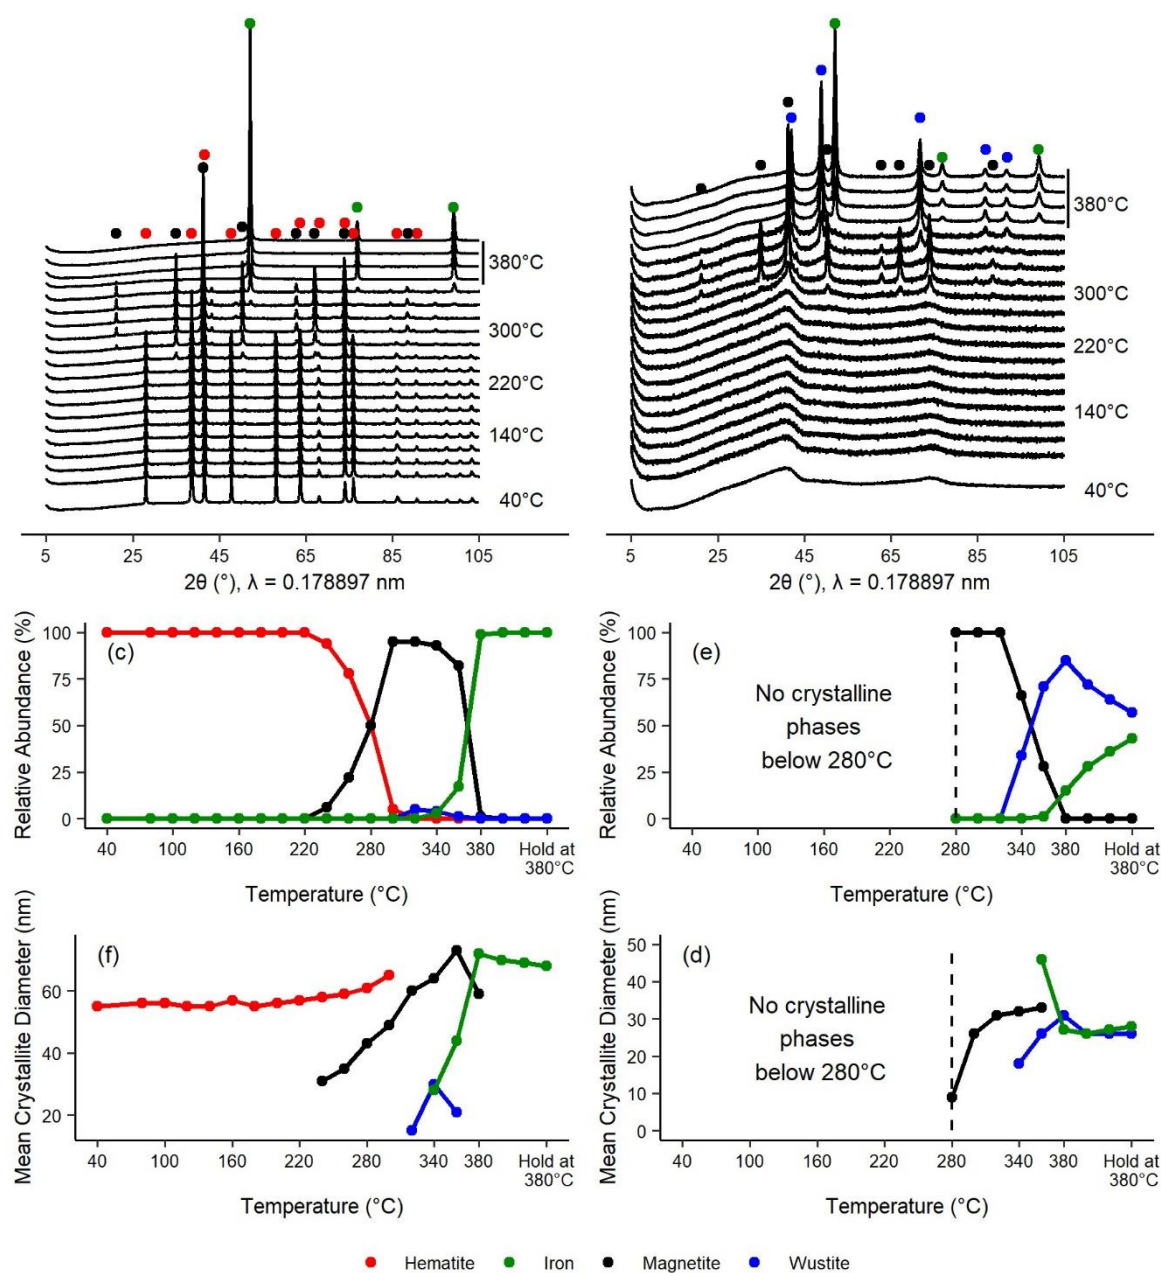 380°C
300°C
220°C
140°C
40°C
5 25 45 65 85 105
2θ (°), λ = 0.178897 nm
380°C
300°C
220°C
140°C
40°C
5 25 45 65 85 105
2θ (°), λ = 0.178897 nm
Relative Abundance (%)
100
75
50
25
0
(c)
40 100 160 220 280 340 380 Hold at
380°C
Temperature (°C)
Relative Abundance (%)
100
75
50
25
0
(e)
No crystalline
phases
below 280°C
40 100 160 220 280 340 380 Hold at
380°C
Temperature (°C)
Mean Crystallite Diameter (nm)
60
40
20
(f)
40 100 160 220 280 340 380 Hold at
380°C
Temperature (°C)
Mean Crystallite Diameter (nm)
50
40
30
20
10
0
(d)
No crystalline
phases
below 280°C
40 100 160 220 280 340 380 Hold at
380°C
Temperature (°C)
Hematite Iron Magnetite Wustite